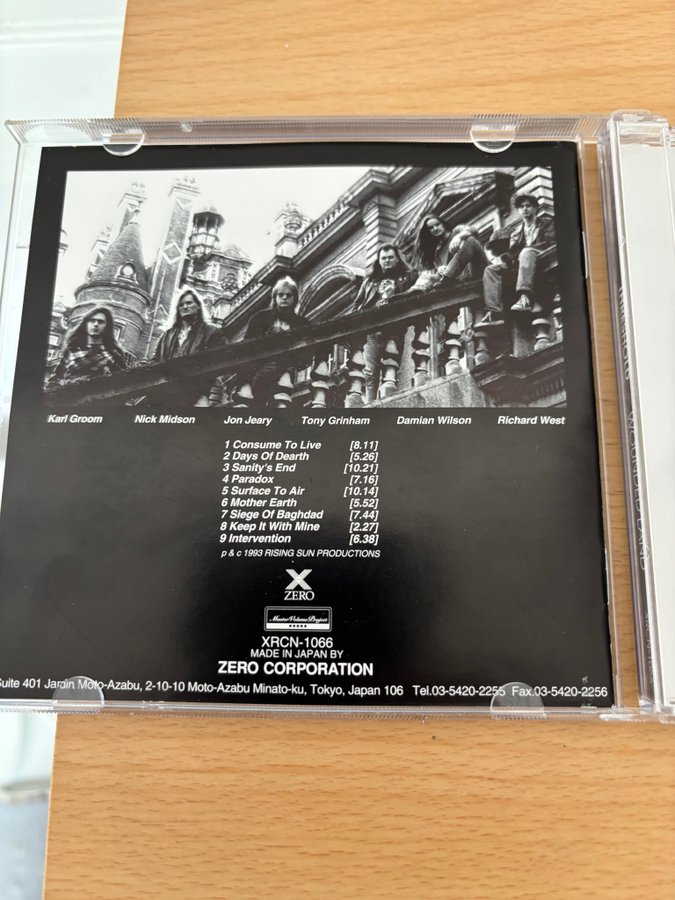 Karl Groom Nick Midson Jon Jeary Tony Grinham Damian Wilson Richard West
1 Consume To Live [8.11]
2 Days Of Dearth [5.26]
3 Sanity's End [10.21]
4 Paradox [7.16]
5 Surface To Air [10.14]
6 Mother Earth [5.52]
7 Siege Of Baghdad [7.44]
8 Keep It With Mine [2.27]
9 Intervention [6.38]
p & c 1993 RISING SUN PRODUCTIONS
X
ZERO
MasterVolumeProject
XRCN-1066
MADE IN JAPAN BY
ZERO CORPORATION
Suite 401 Jardin Moto-Azabu, 2-10-10 Moto-Azabu Minato-ku, Tokyo, Japan 106 Tel.03-5420-2255 Fax.03-5420-2256
WOUNDED LAND